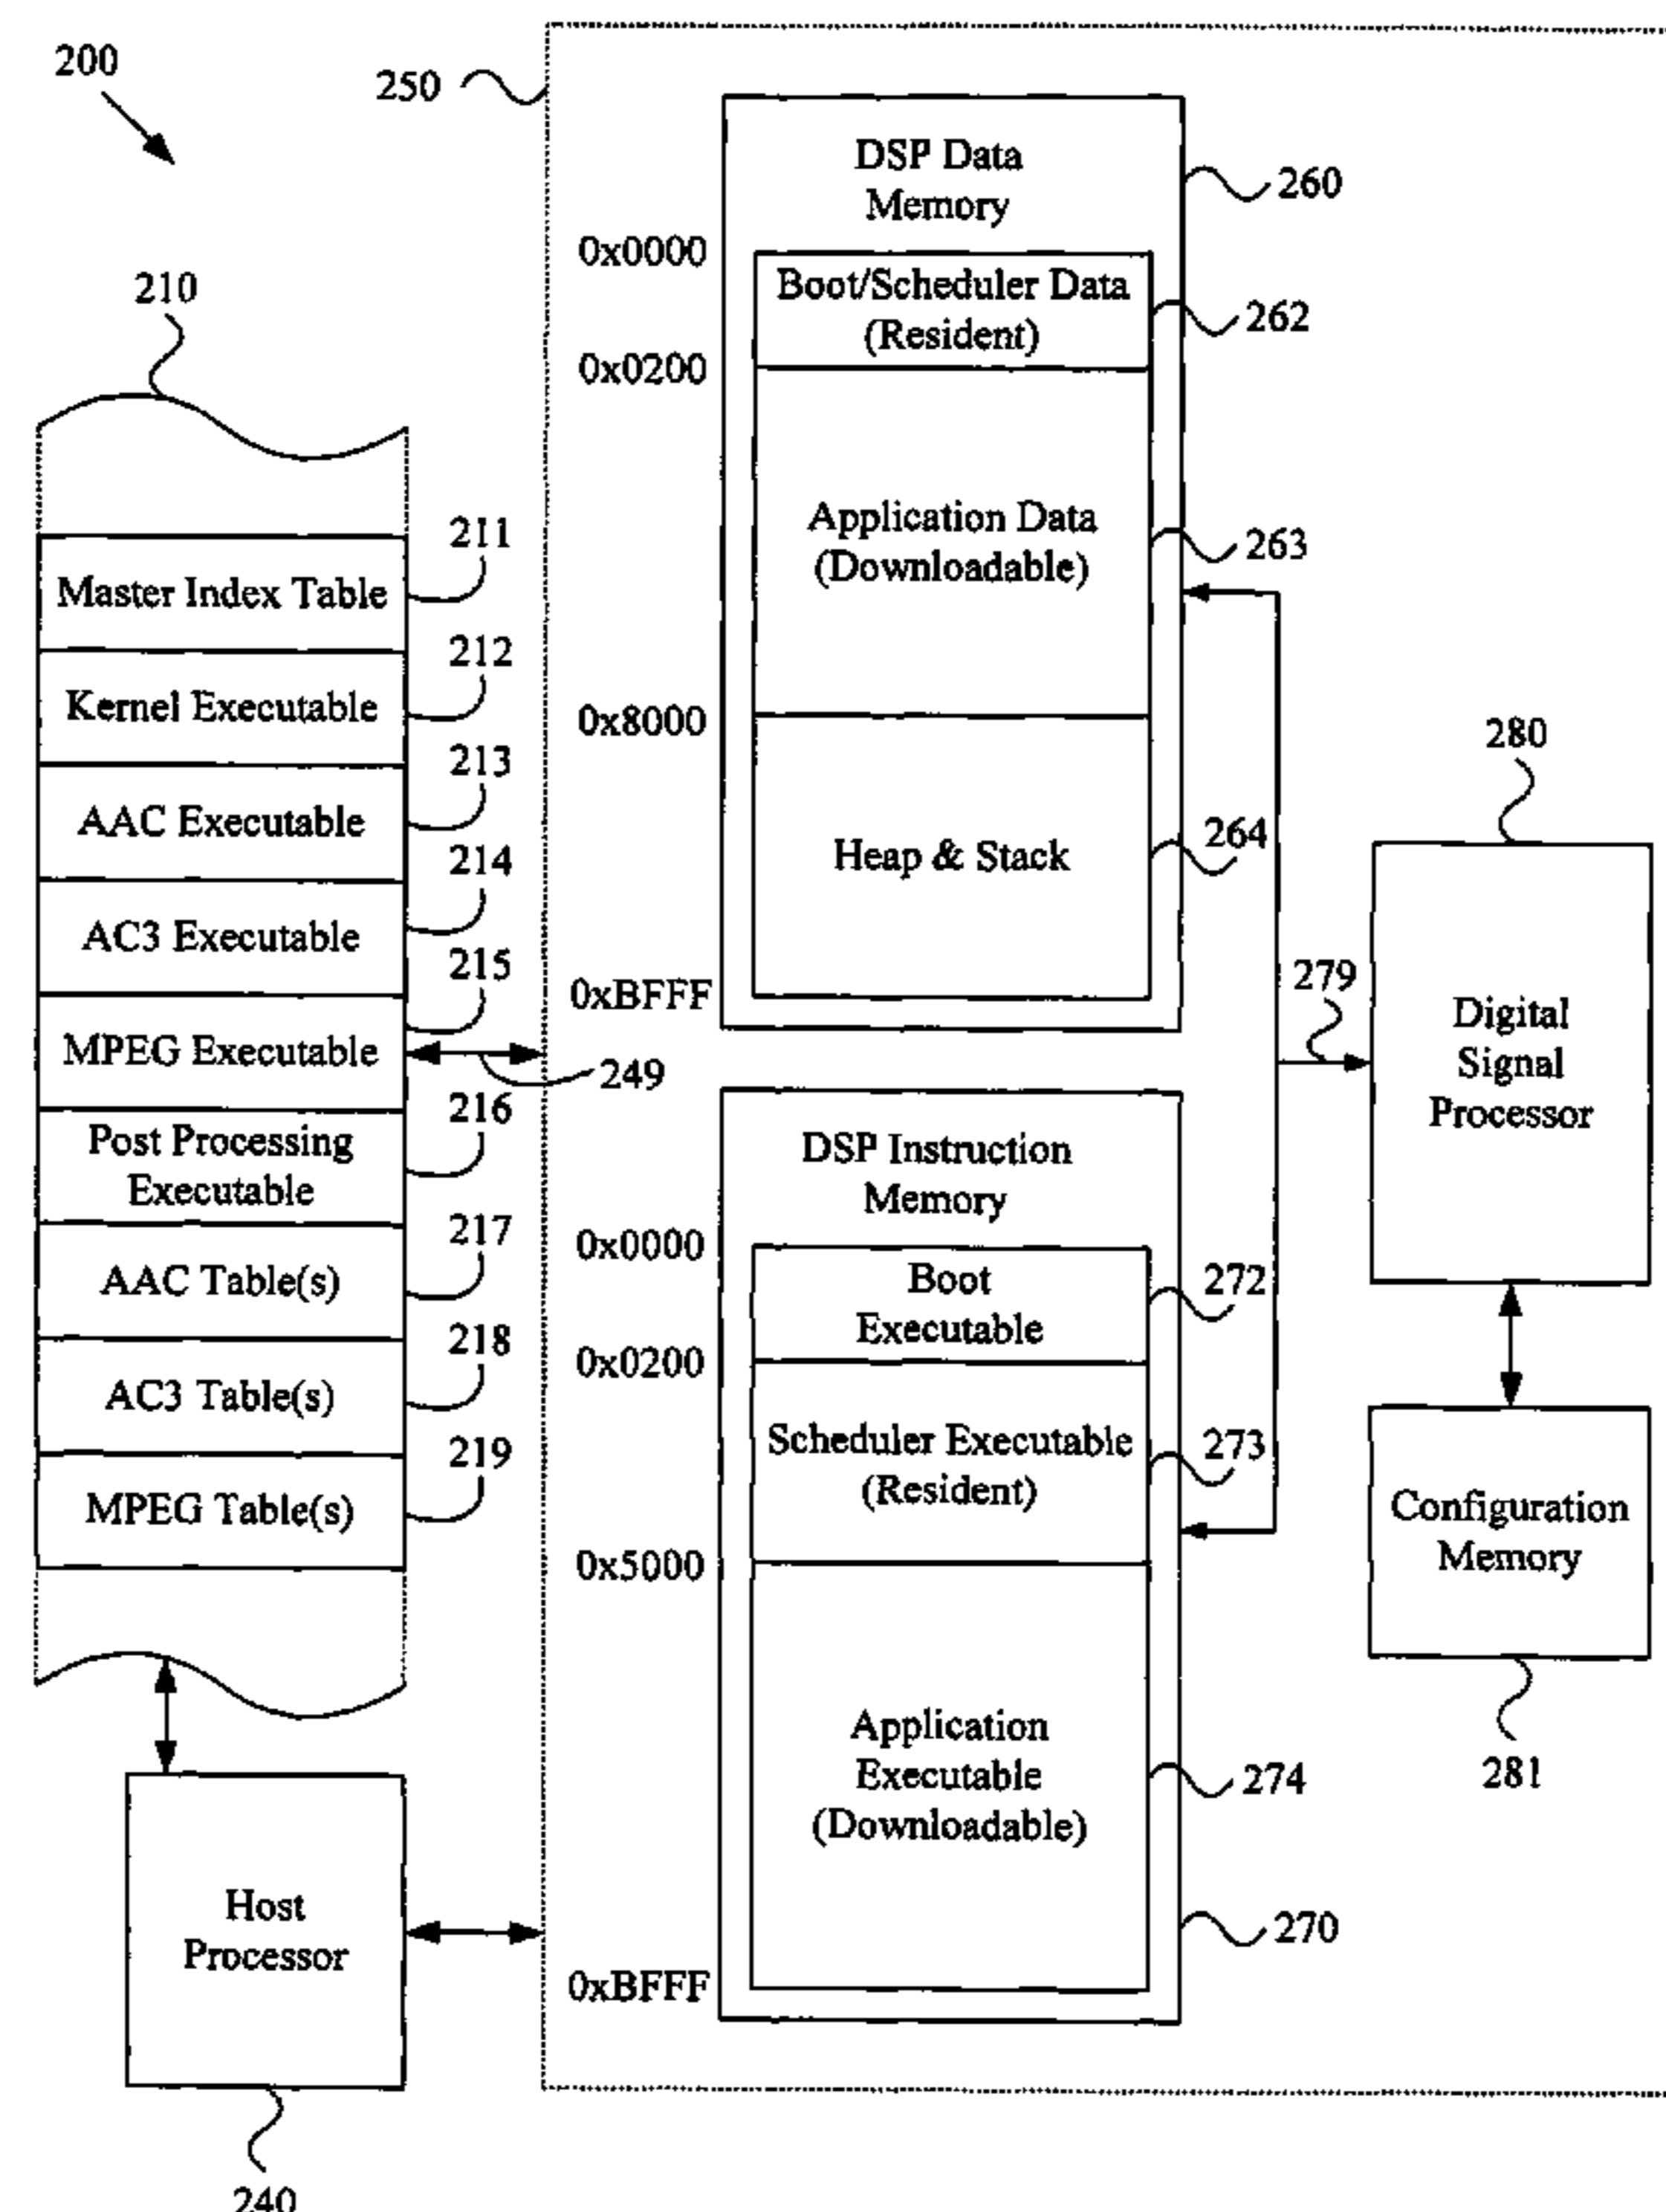 200
250
210
Master Index Table
211
Kernel Executable
212
AAC Executable
213
AC3 Executable
214
MPEG Executable
215
249
Post Processing
Executable
216
AAC Table(s)
217
AC3 Table(s)
218
MPEG Table(s)
219
Host
Processor
240
DSP Data
Memory
260
0x0000
Boot/Scheduler Data
(Resident)
262
0x0200
Application Data
(Downloadable)
263
0x8000
Heap & Stack
264
0xBFFF
DSP Instruction
Memory
0x0000
Boot
Executable
272
0x0200
Scheduler Executable
(Resident)
273
0x5000
Application
Executable
(Downloadable)
274
270
0xBFFF
279
280
Digital
Signal
Processor
Configuration
Memory
281